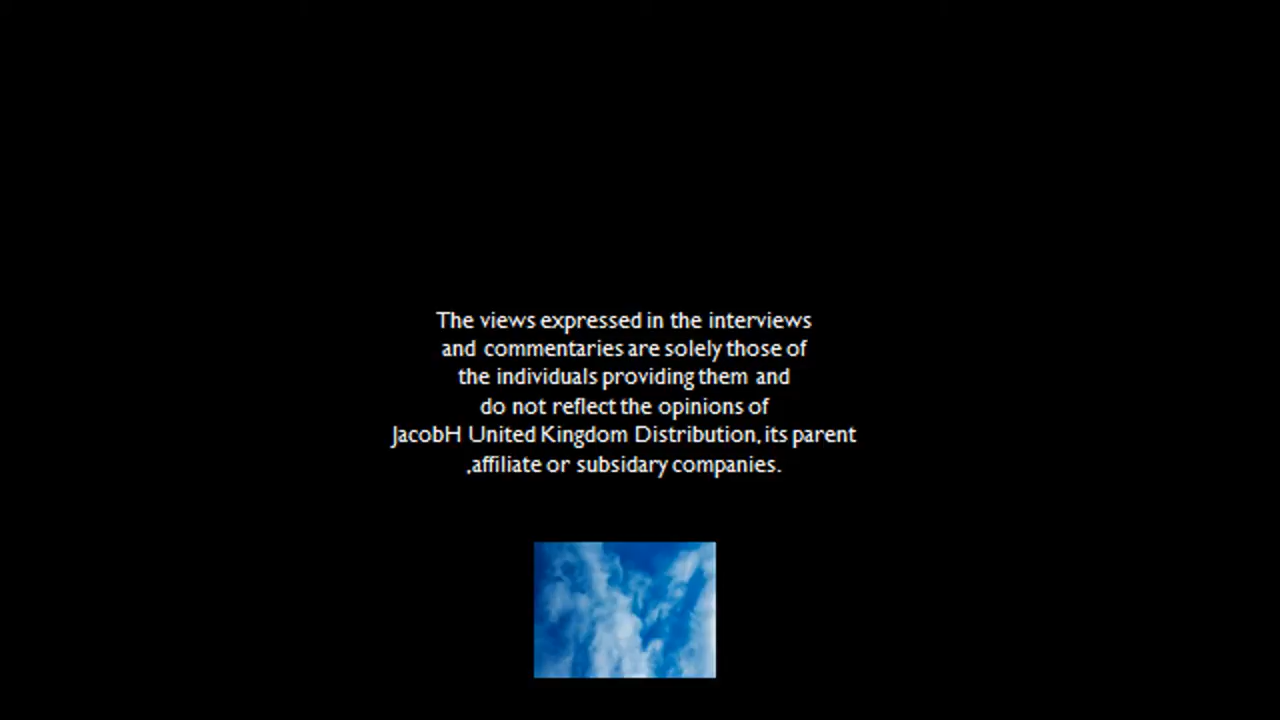 The views expressed in the interviews
and commentaries are solely those of
the individuals providing them and
do not reflect the opinions of
JacobH United Kingdom Distribution, its parent
,affiliate or subsidary companies.